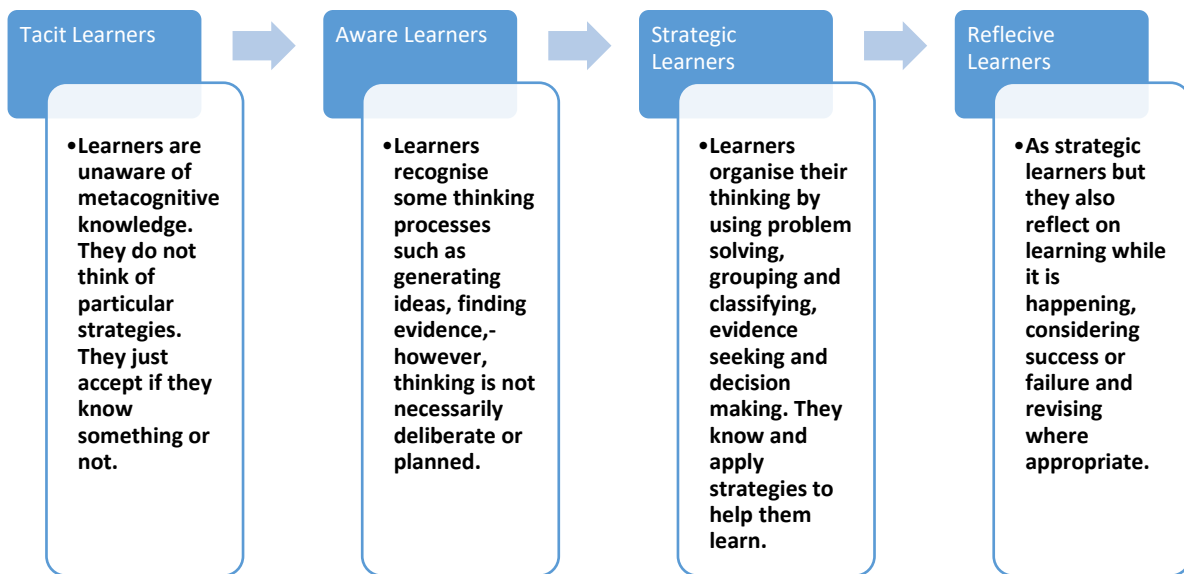 Tacit Learners
•Learners are
unaware of
metacognitive
knowledge.
They do not
think of
particular
strategies.
They just
accept if they
know
something or
not.
Aware Learners
•Learners
recognise
some thinking
processes
such as
generating
ideas, finding
evidence,-
however,
thinking is not
necessarily
deliberate or
planned.
Strategic
Learners
•Learners
organise their
thinking by
using problem
solving,
grouping and
classifying,
evidence
seeking and
decision
making. They
know and
apply
strategies to
help them
learn.
Reflecive
Learners
•As strategic
learners but
they also
reflect on
learning while
it is
happening,
considering
success or
failure and
revising
where
appropriate.